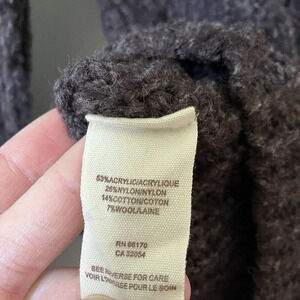 53%ACRYLIC/ACRYLIQUE
26%NYLON/NYLON
14%COTTON/COTON
7%WOOL/LAINE
RN 66170
CA 32054
SEE REVERSE FOR CARE
VOIR L'ENVERS POUR LE SOIN